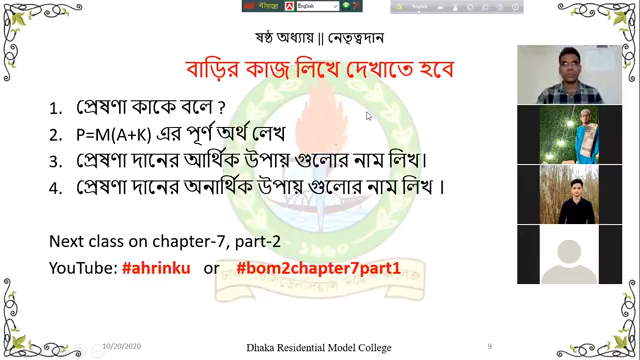 English
ষষ্ঠ অধ্যায় || নেতৃত্বদান
বাড়ির কাজ লিখে দেখাতে হবে
1. প্রেষণা কাকে বলে ?
2. P=M(A+K) এর পূর্ণ অর্থ লেখ
3. প্রেষণা দানের আর্থিক উপায় গুলোর নাম লিখ।
4. প্রেষণা দানের অনার্থিক উপায় গুলোর নাম লিখ ।
Next class on chapter-7, part-2
YouTube: #ahrinku or #bom2chapter7part1
10/20/2020 Dhaka Residential Model College 9